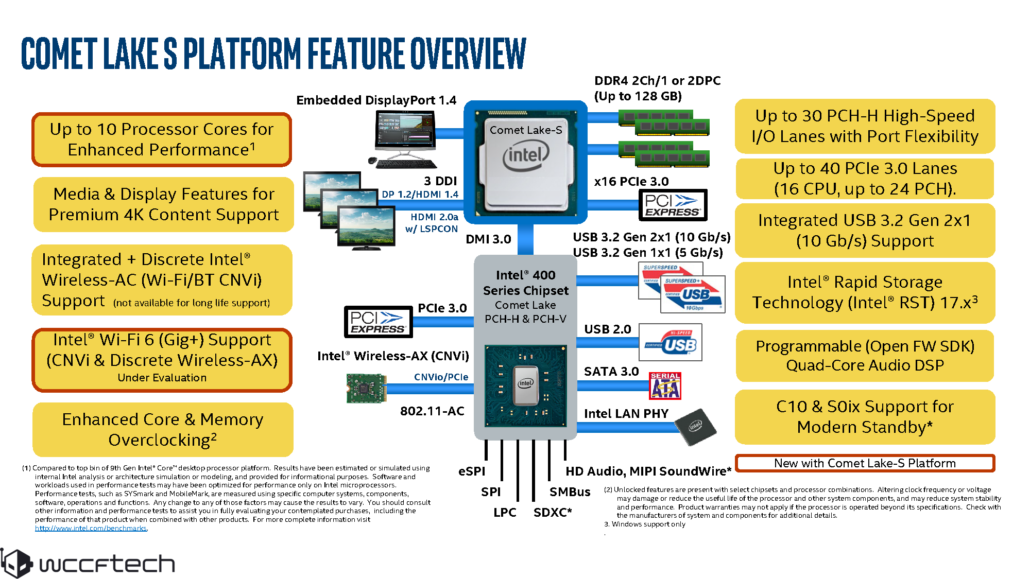 COMET LAKE S PLATFORM FEATURE OVERVIEW
Up to 10 Processor Cores for
Enhanced Performance1
Media & Display Features for
Premium 4K Content Support
Integrated + Discrete Intel®
Wireless-AC (Wi-Fi/BT CNVi)
Support (not available for long life support)
Intel® Wi-Fi 6 (Gig+) Support
(CNVi & Discrete Wireless-AX)
Under Evaluation
Enhanced Core & Memory
Overclocking2
Embedded DisplayPort 1.4
3 DDI
DP 1.2/HDMI 1.4
HDMI 2.0a
w/ LSPCON
Comet Lake-S
intel
DDR4 2Ch/1 or 2DPC
(Up to 128 GB)
x16 PCIe 3.0
PCI
EXPRESS
DMI 3.0
USB 3.2 Gen 2x1 (10 Gb/s)
USB 3.2 Gen 1x1 (5 Gb/s)
SUPERSPEED
SUPERSPEED+
CERTIFIED
USB
10Gbps
Intel® 400
Series Chipset
Comet Lake
PCH-H & PCH-V
intel
PCIe 3.0
PCI
EXPRESS
Intel® Wireless-AX (CNVi)
CNVio/PCIe
802.11-AC
USB 2.0
HI-SPEED
CERTIFIED
USB
SATA 3.0
SERIAL
ATA
Intel LAN PHY
eSPI
SPI
LPC
SDXC*
SMBus
HD Audio, MIPI SoundWire*
Up to 30 PCH-H High-Speed
I/O Lanes with Port Flexibility
Up to 40 PCIe 3.0 Lanes
(16 CPU, up to 24 PCH).
Integrated USB 3.2 Gen 2x1
(10 Gb/s) Support
Intel® Rapid Storage
Technology (Intel® RST) 17.x3
Programmable (Open FW SDK)
Quad-Core Audio DSP
C10 & S0ix Support for
Modern Standby*
New with Comet Lake-S Platform
(1) Compared to top bin of 9th Gen Intel® Core™ desktop processor platform. Results have been estimated or simulated using
internal Intel analysis or architecture simulation or modeling, and provided for informational purposes. Software and
workloads used in performance tests may have been optimized for performance only on Intel microprocessors.
Performance tests, such as SYSmark and MobileMark, are measured using specific computer systems, components,
software, operations and functions. Any change to any of those factors may cause the results to vary. You should consult
other information and performance tests to assist you in fully evaluating your contemplated purchases, including the
performance of that product when combined with other products. For more complete information visit
http://www.intel.com/benchmarks.
(2) Unlocked features are present with select chipsets and processor combinations. Altering clock frequency or voltage
may damage or reduce the useful life of the processor and other system components, and may reduce system stability
and performance. Product warranties may not apply if the processor is operated beyond its specifications. Check with
the manufacturers of system and components for additional details.
3. Windows support only
.
wccftech